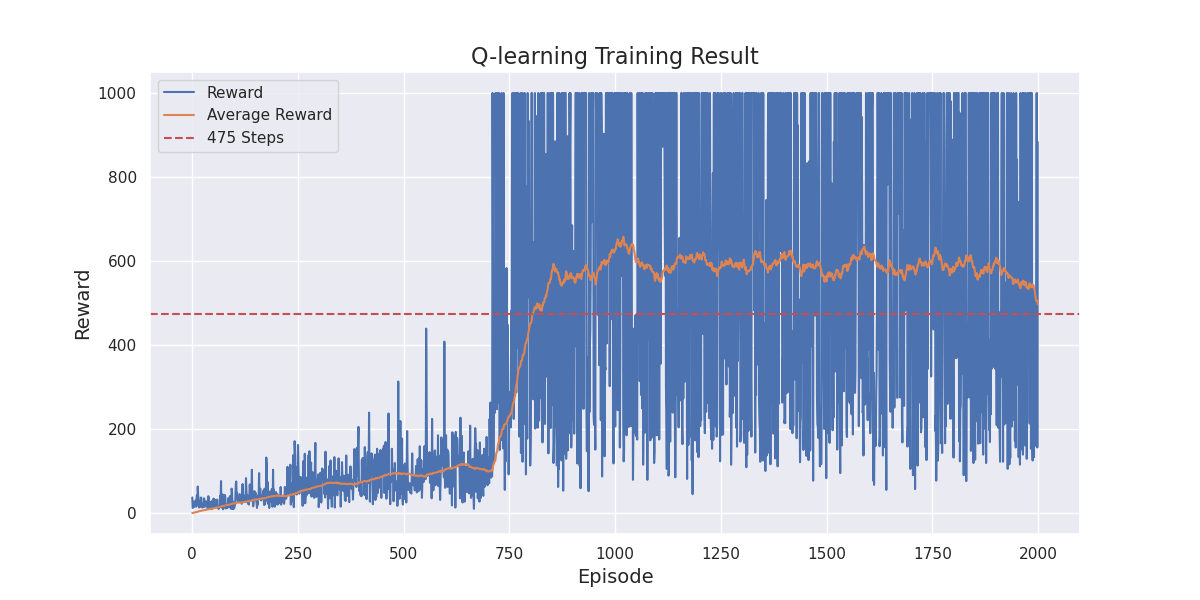 Q-learning Training Result
Reward
Average Reward
475 Steps
1000
800
600
400
200
0
Reward
0 250 500 750 1000 1250 1500 1750 2000
Episode